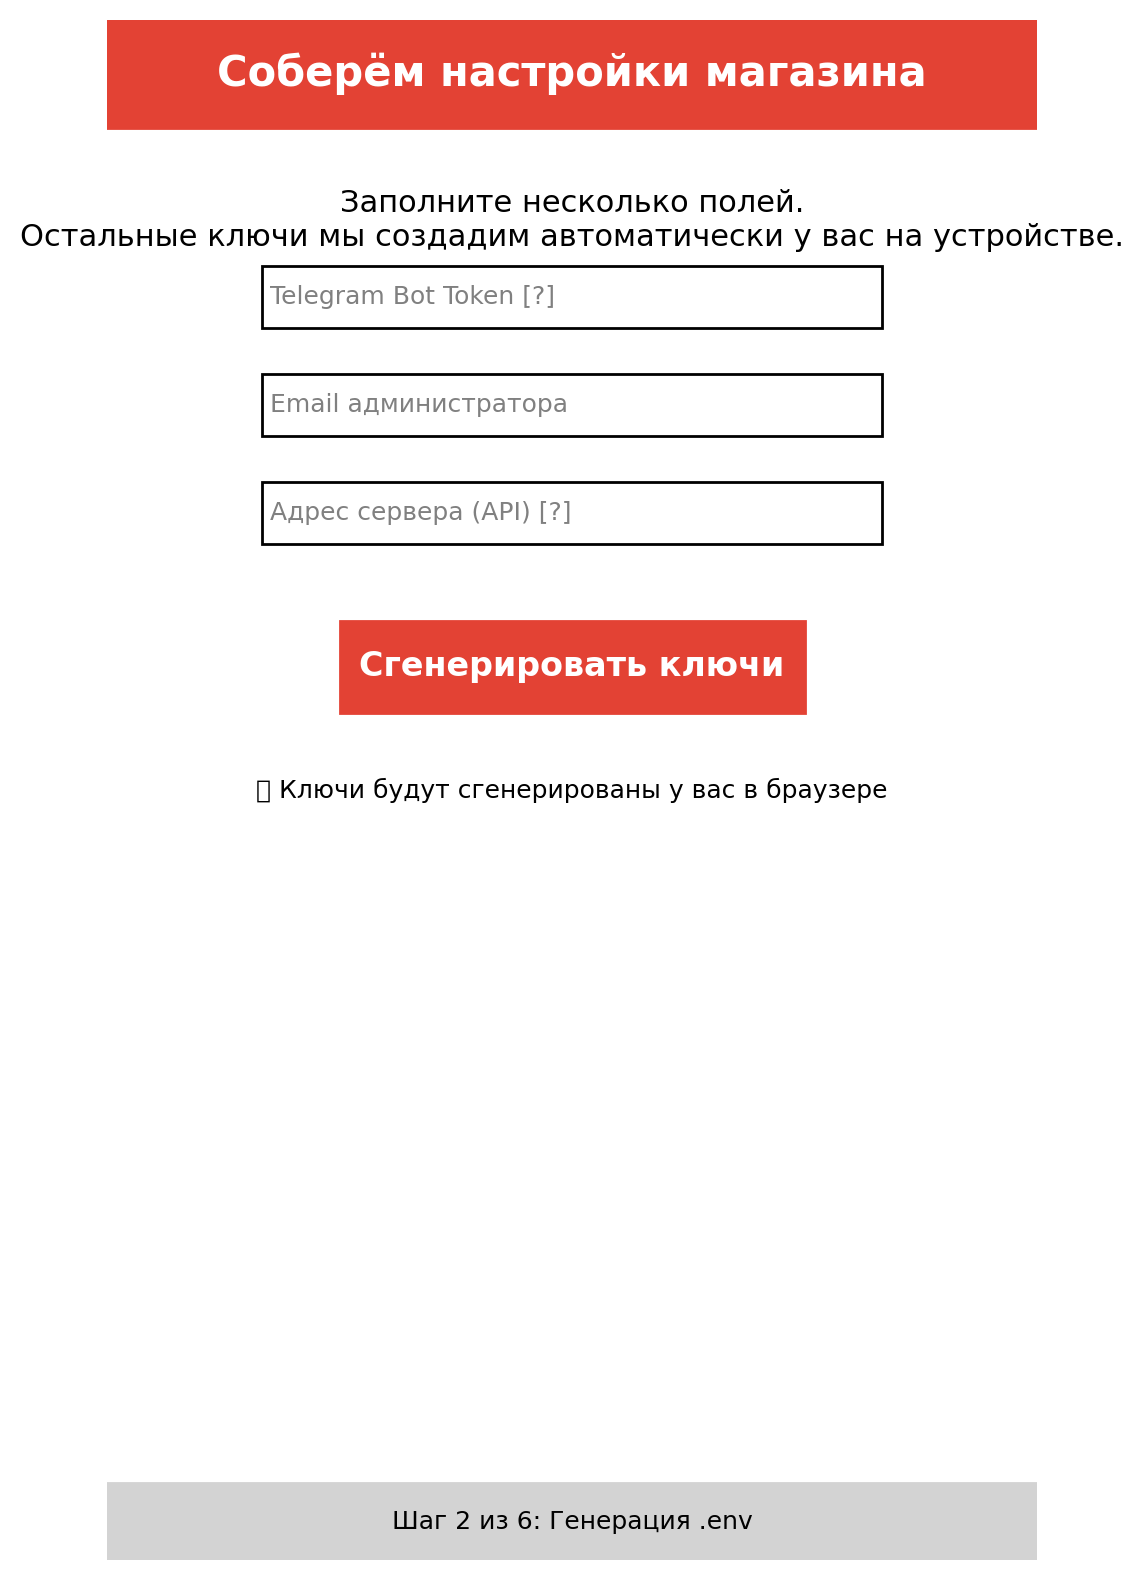 Соберём настройки магазина
Заполните несколько полей.
Остальные ключи мы создадим автоматически у вас на устройстве.
Telegram Bot Token [?]
Email администратора
Адрес сервера (API) [?]
Сгенерировать ключи
Ключи будут сгенерированы у вас в браузере
Шаг 2 из 6: Генерация .env